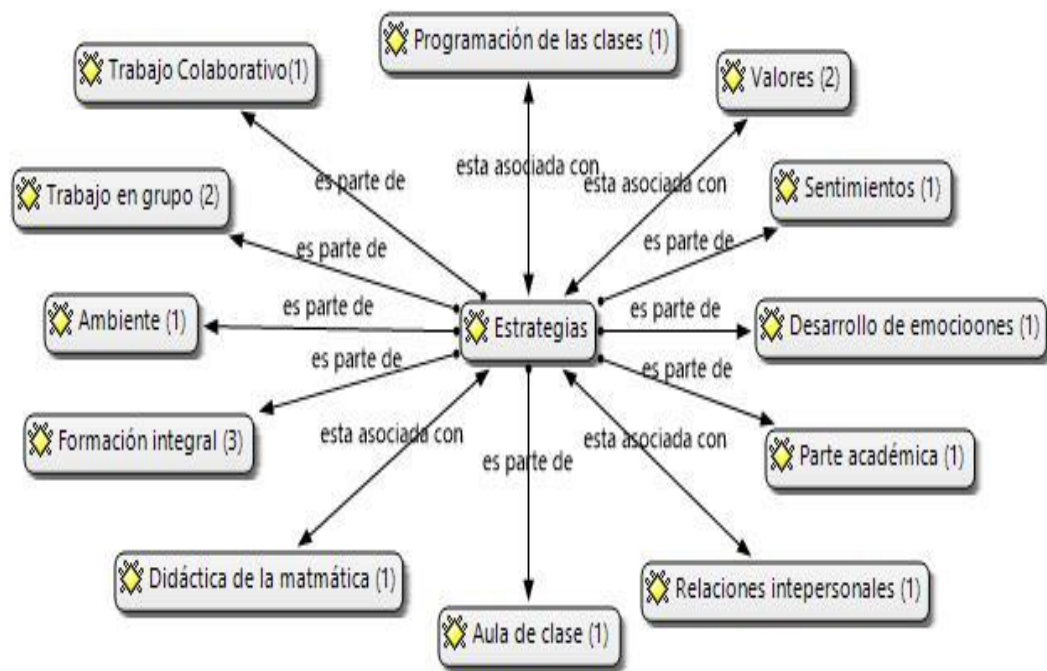 Programación de las clases (1)
Trabajo Colaborativo(1)
Valores (2)
esta asociada con
es parte de
esta asociada con
Trabajo en grupo (2)
Sentimientos (1)
es parte de
es parte de
Ambiente (1)
es parte de
Estrategias
es parte de
Desarrollo de emocioones (1)
es parte de
es parte de
Formación integral (3)
esta asociada con
es parte de
esta asociada con
Parte académica (1)
Didáctica de la matmática (1)
Relaciones intepersonales (1)
Aula de clase (1)